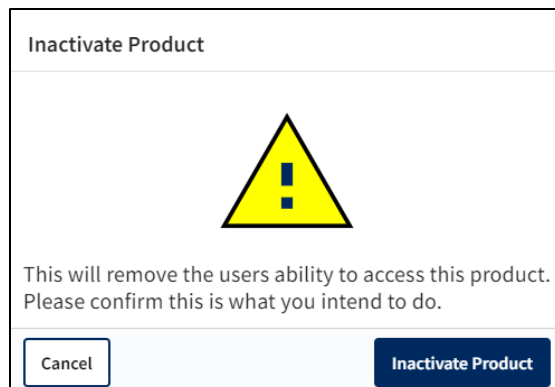 Inactivate Product
!
This will remove the users ability to access this product.
Please confirm this is what you intend to do.
Cancel
Inactivate Product